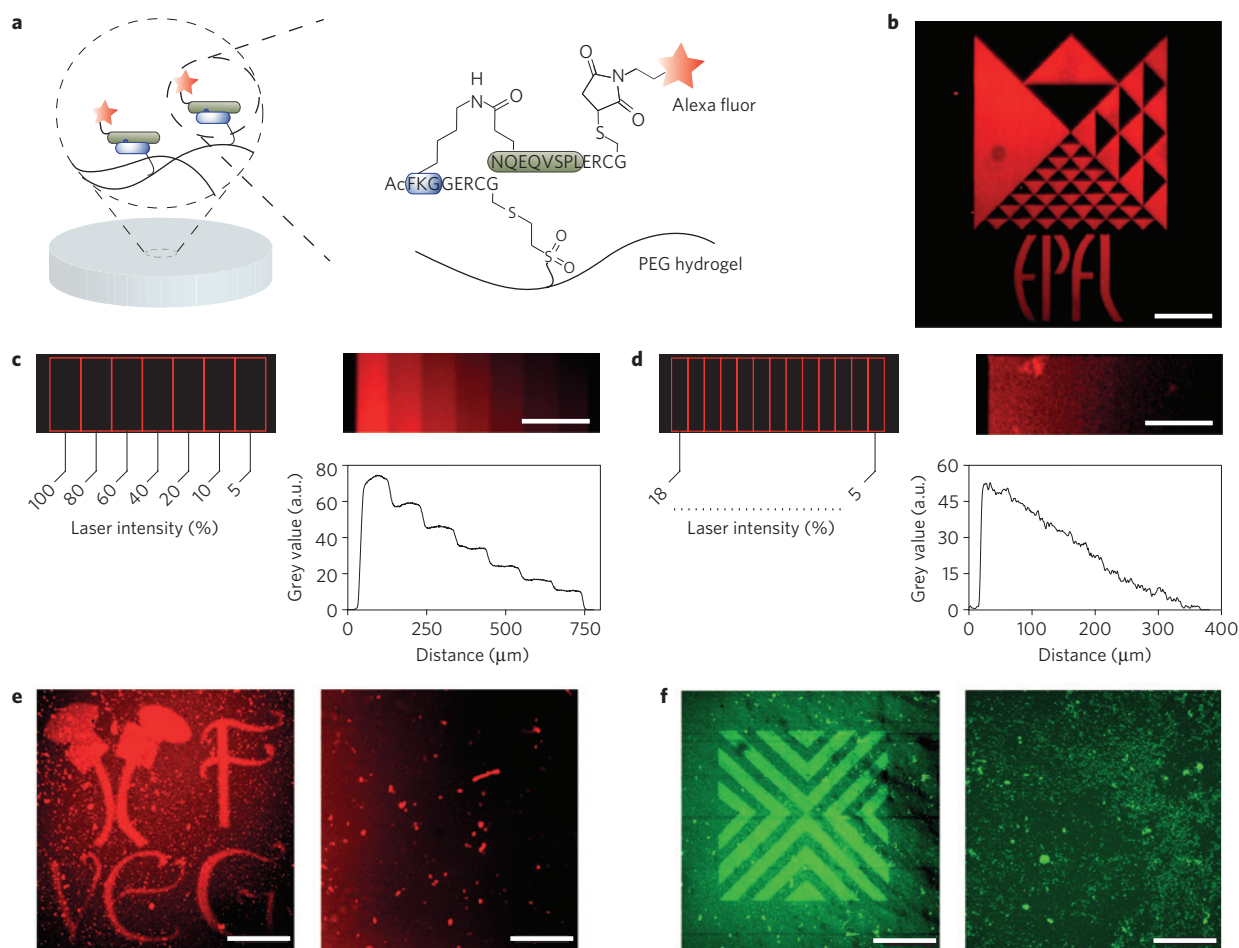 a
H
N
O
O
N
O
S
Alexa fluor
NQEQVSPLERCG
AcFKGGERCG
S
S
O
O
PEG hydrogel
b
EPFL
c
100
80
60
40
20
10
5
Laser intensity (%)
80
60
40
20
0
Grey value (a.u.)
0
250
500
750
Distance (μm)
d
18
5
Laser intensity (%)
60
45
30
15
0
Grey value (a.u.)
0
100
200
300
400
Distance (μm)
e
F
VEGF
f